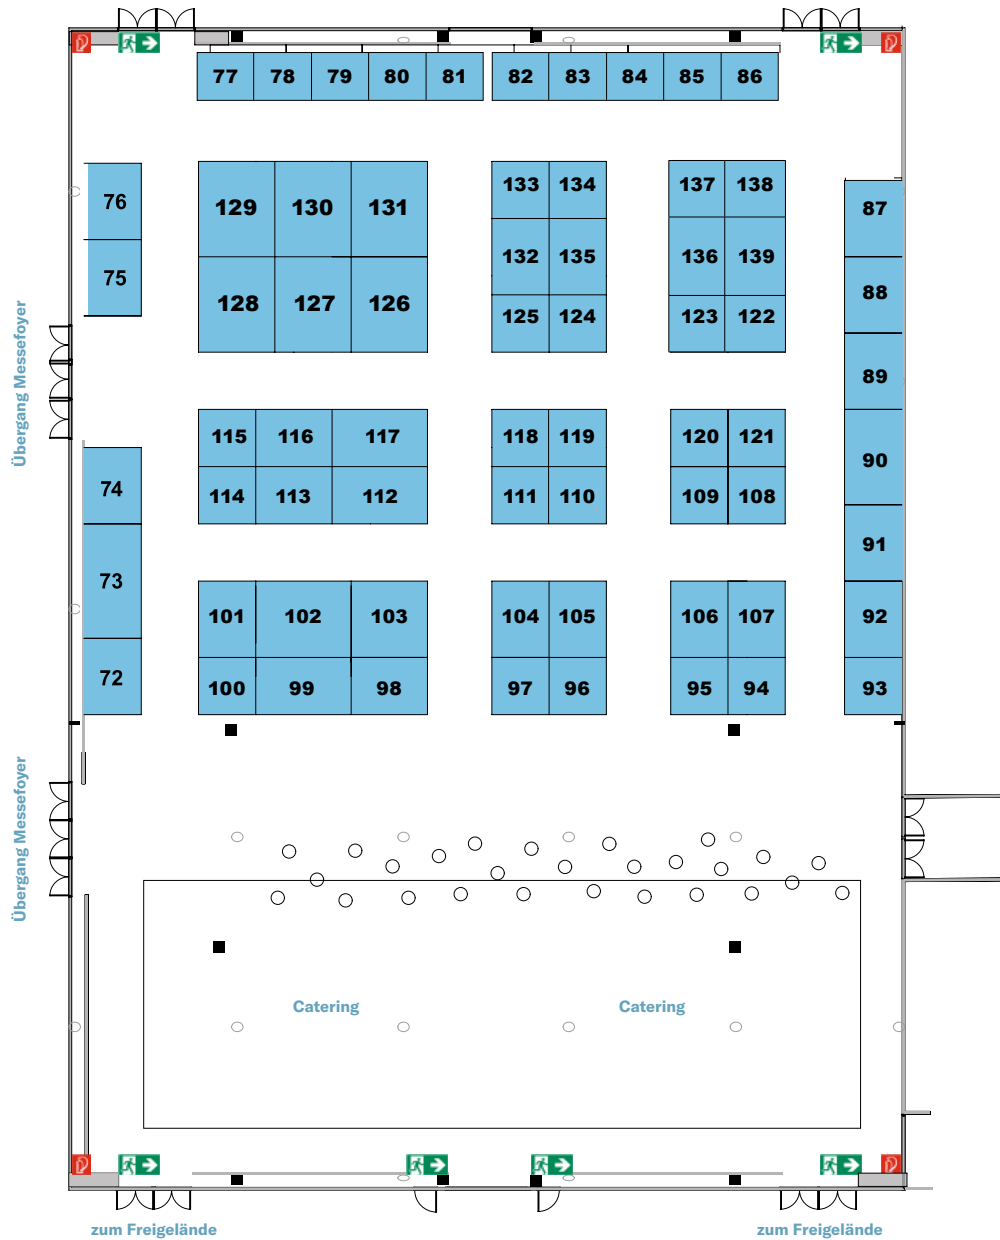 77 78 79 80 81 82 83 84 85 86
76
75
129 130 131
128 127 126
133 134
132 135
125 124
137 138
136 139
123 122
87
88
89
90
91
92
93
Übergang Messefoyer
74
73
72
115 116 117
114 113 112
118 119
111 110
120 121
109 108
101 102 103
100 99 98
104 105
97 96
106 107
95 94
Übergang Messefoyer
Catering Catering
zum Freigelände zum Freigelände